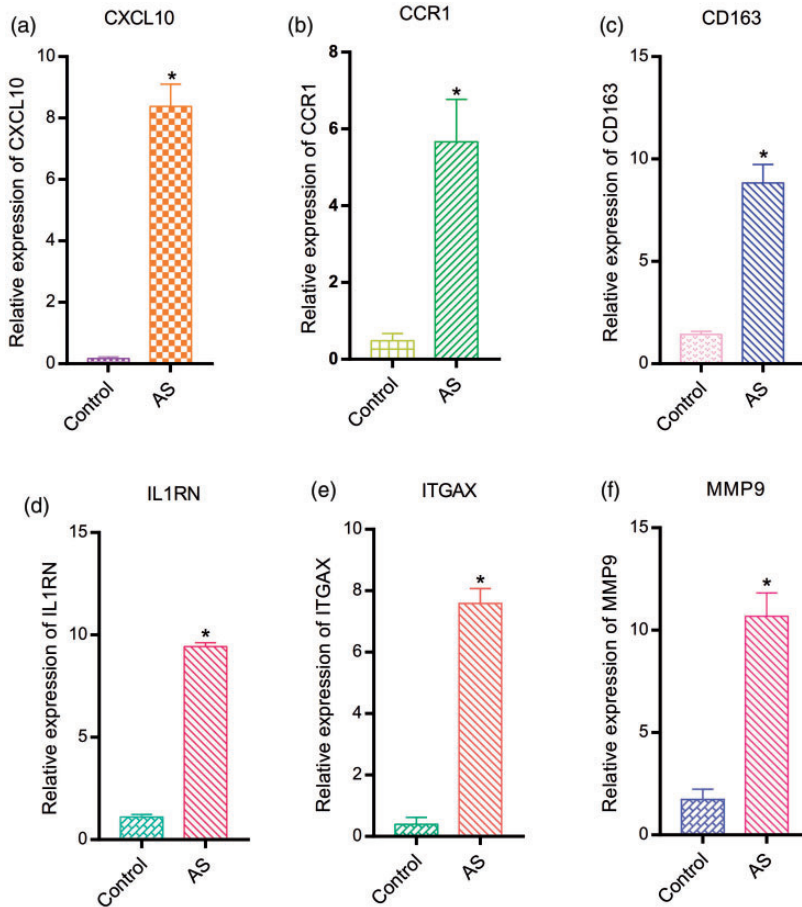 (a)
CXCL10
Relative expression of CXCL10
10
8
6
4
2
0
*
Control
AS
(b)
CCR1
Relative expression of CCR1
8
6
4
2
0
*
Control
AS
(c)
CD163
Relative expression of CD163
15
10
5
0
*
Control
AS
(d)
IL1RN
Relative expression of IL1RN
15
10
5
0
*
Control
AS
(e)
ITGAX
Relative expression of ITGAX
10
8
6
4
2
0
*
Control
AS
(f)
MMP9
Relative expression of MMP9
15
10
5
0
*
Control
AS